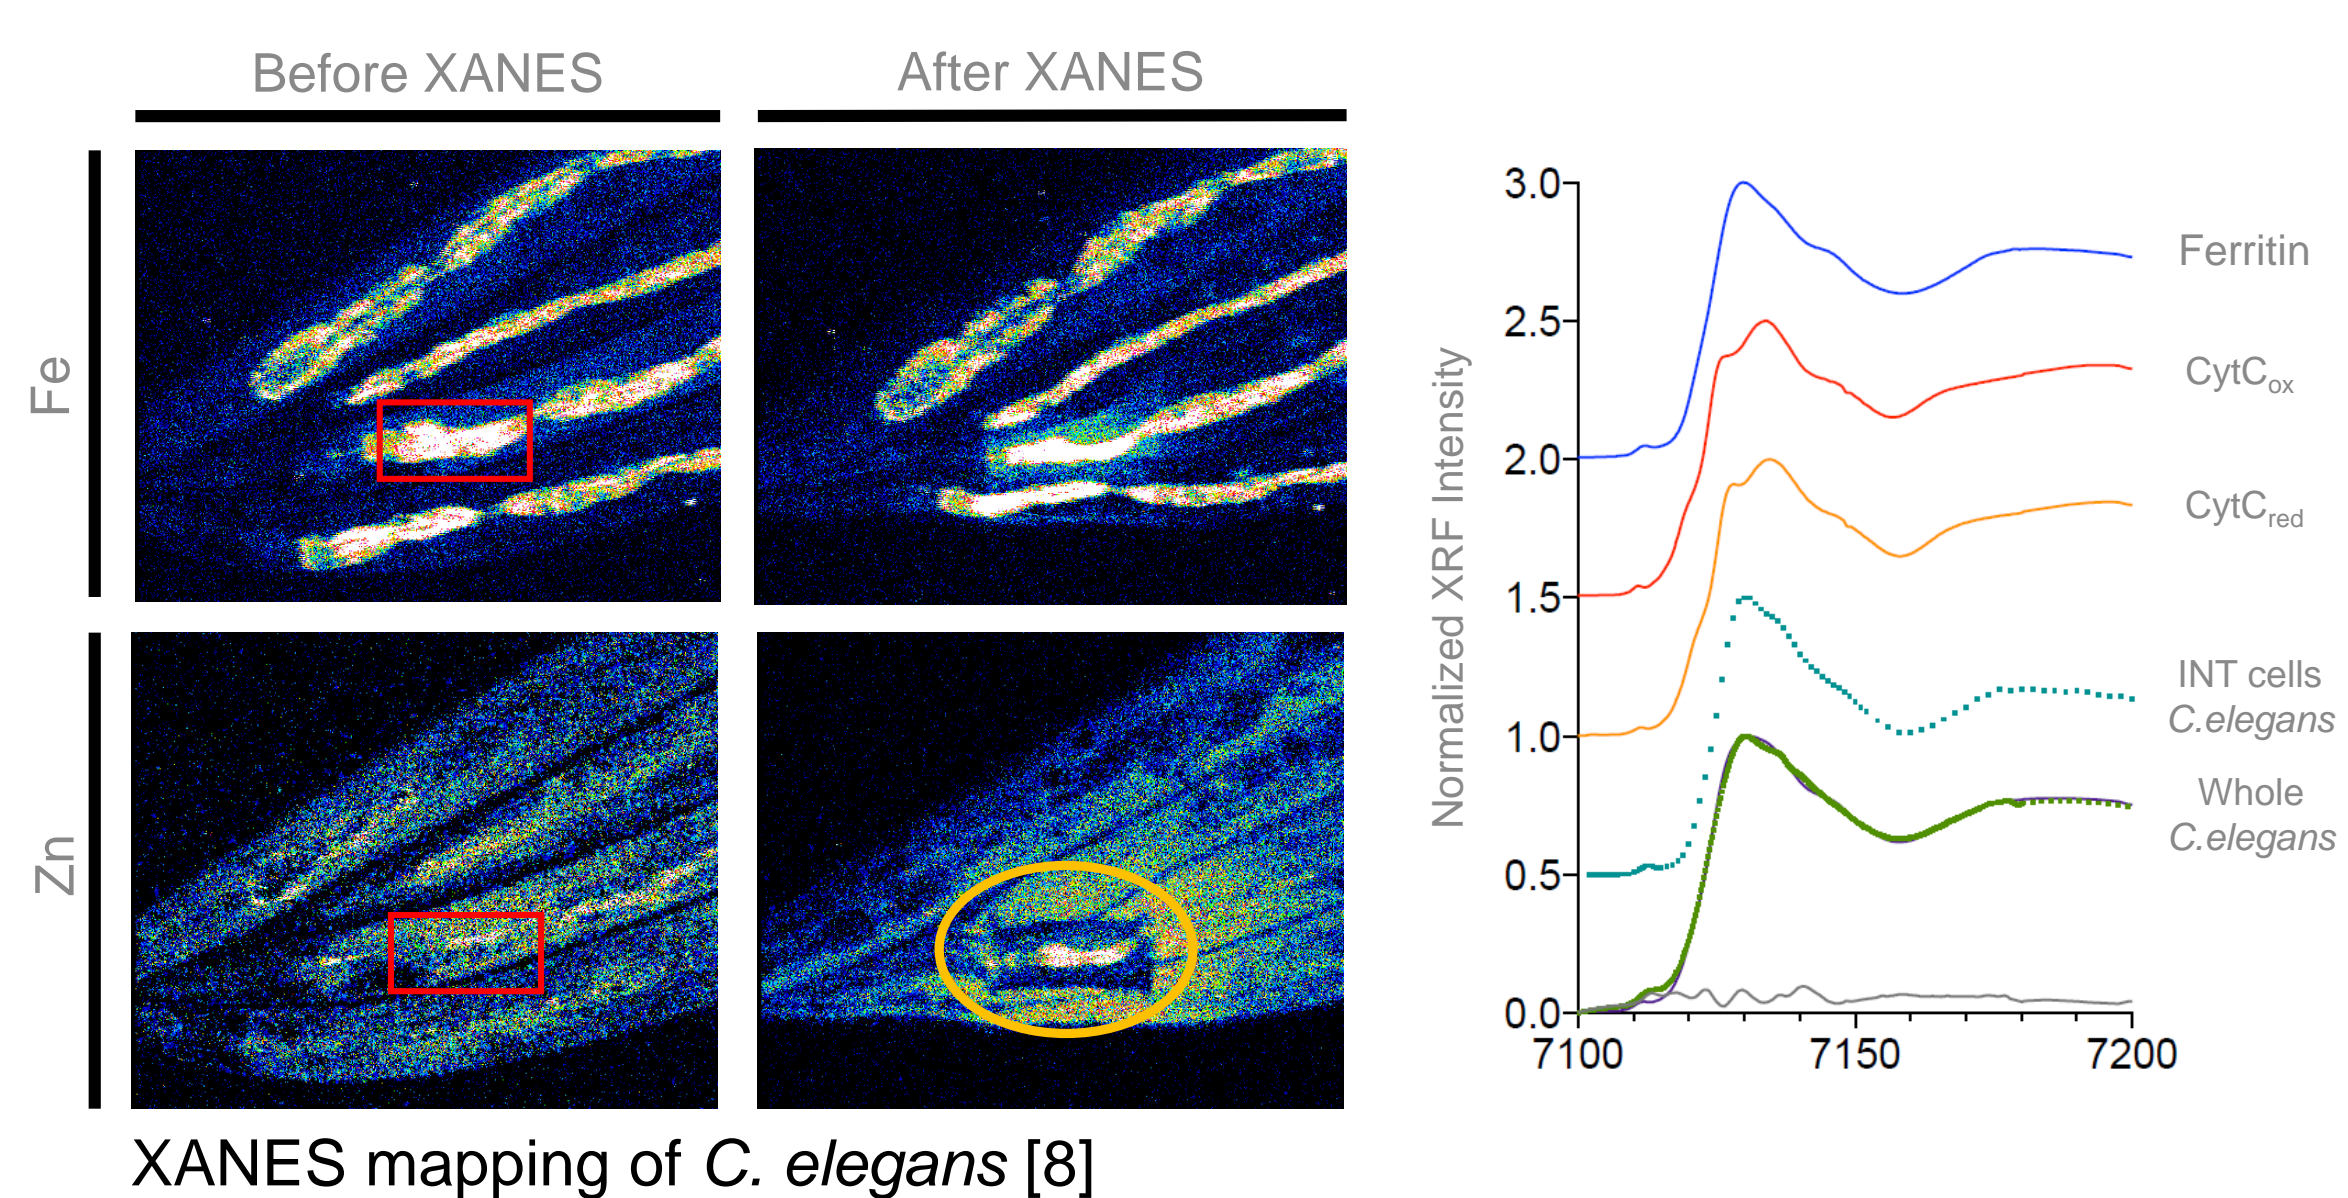 Before XANES
After XANES
Fe
Zn
Normalized XRF Intensity
3.0
2.5
2.0
1.5
1.0
0.5
0.0
7100
7150
7200
Ferritin
CytCox
CytCred
INT cells
C.elegans
Whole
C.elegans
XANES mapping of C. elegans [8]